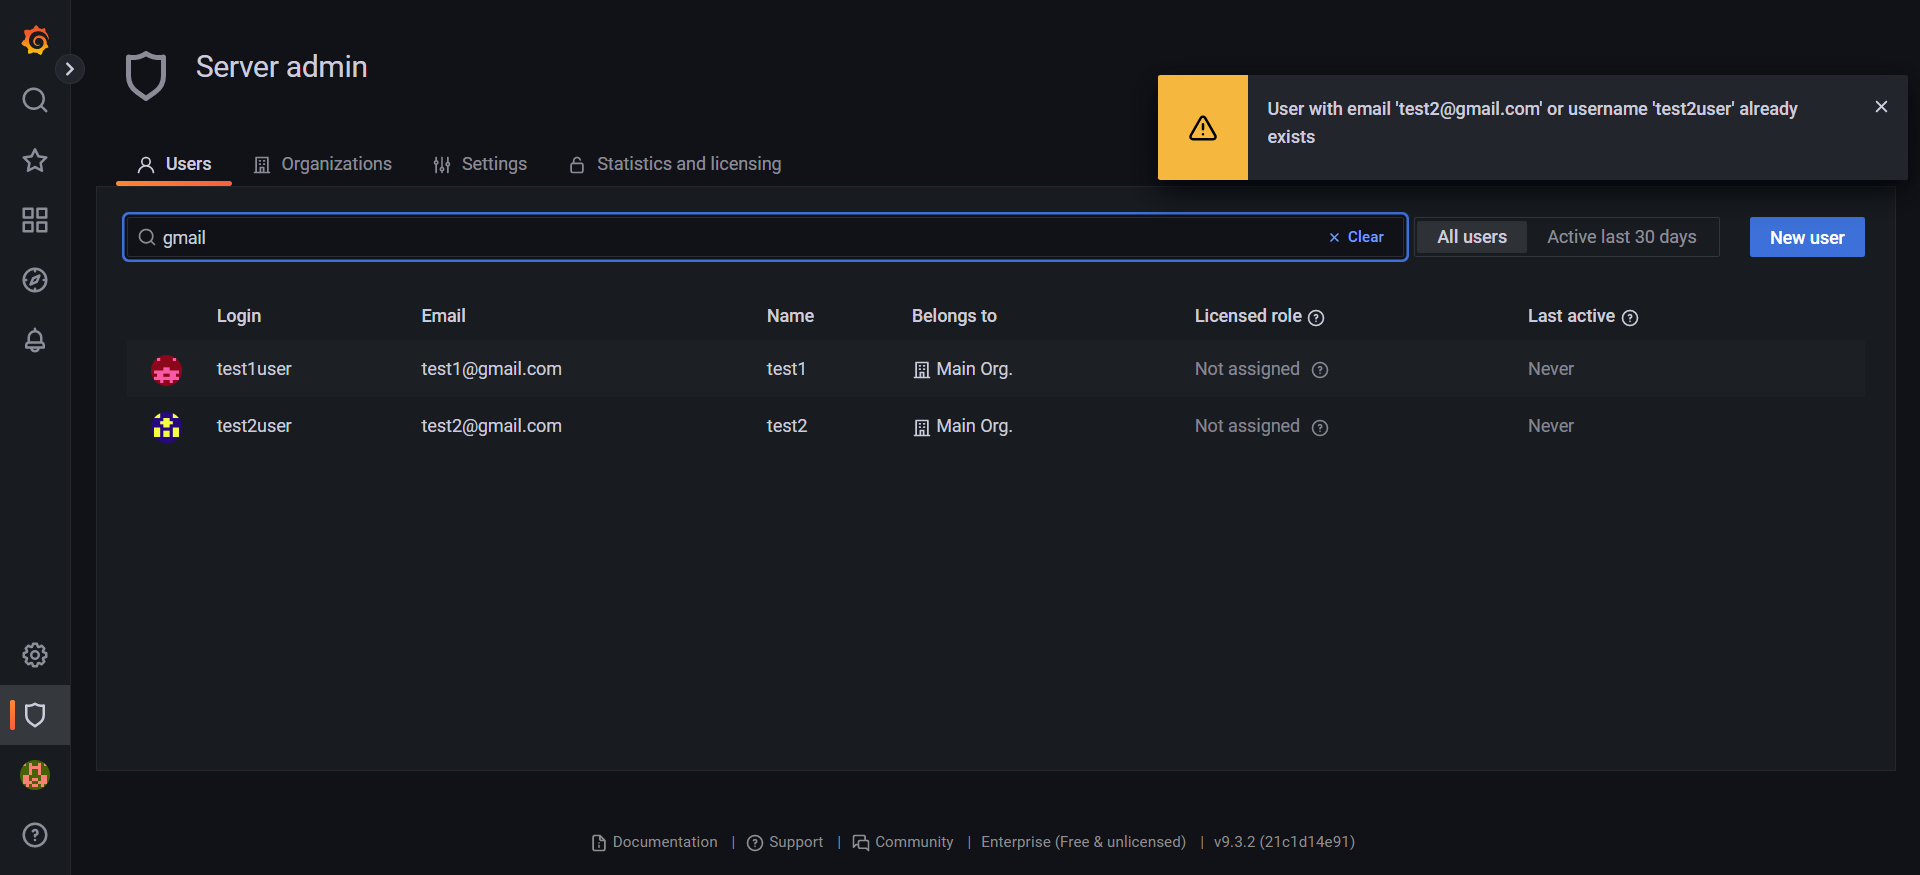 Server admin
User with email 'test2@gmail.com' or username 'test2user' already
exists
Users
Organizations
Settings
Statistics and licensing
gmail
Clear
All users
Active last 30 days
New user
Login
Email
Name
Belongs to
Licensed role
Last active
test1user
test1@gmail.com
test1
Main Org.
Not assigned
Never
test2user
test2@gmail.com
test2
Main Org.
Not assigned
Never
Documentation | Support | Community | Enterprise (Free & unlicensed) | v9.3.2 (21c1d14e91)